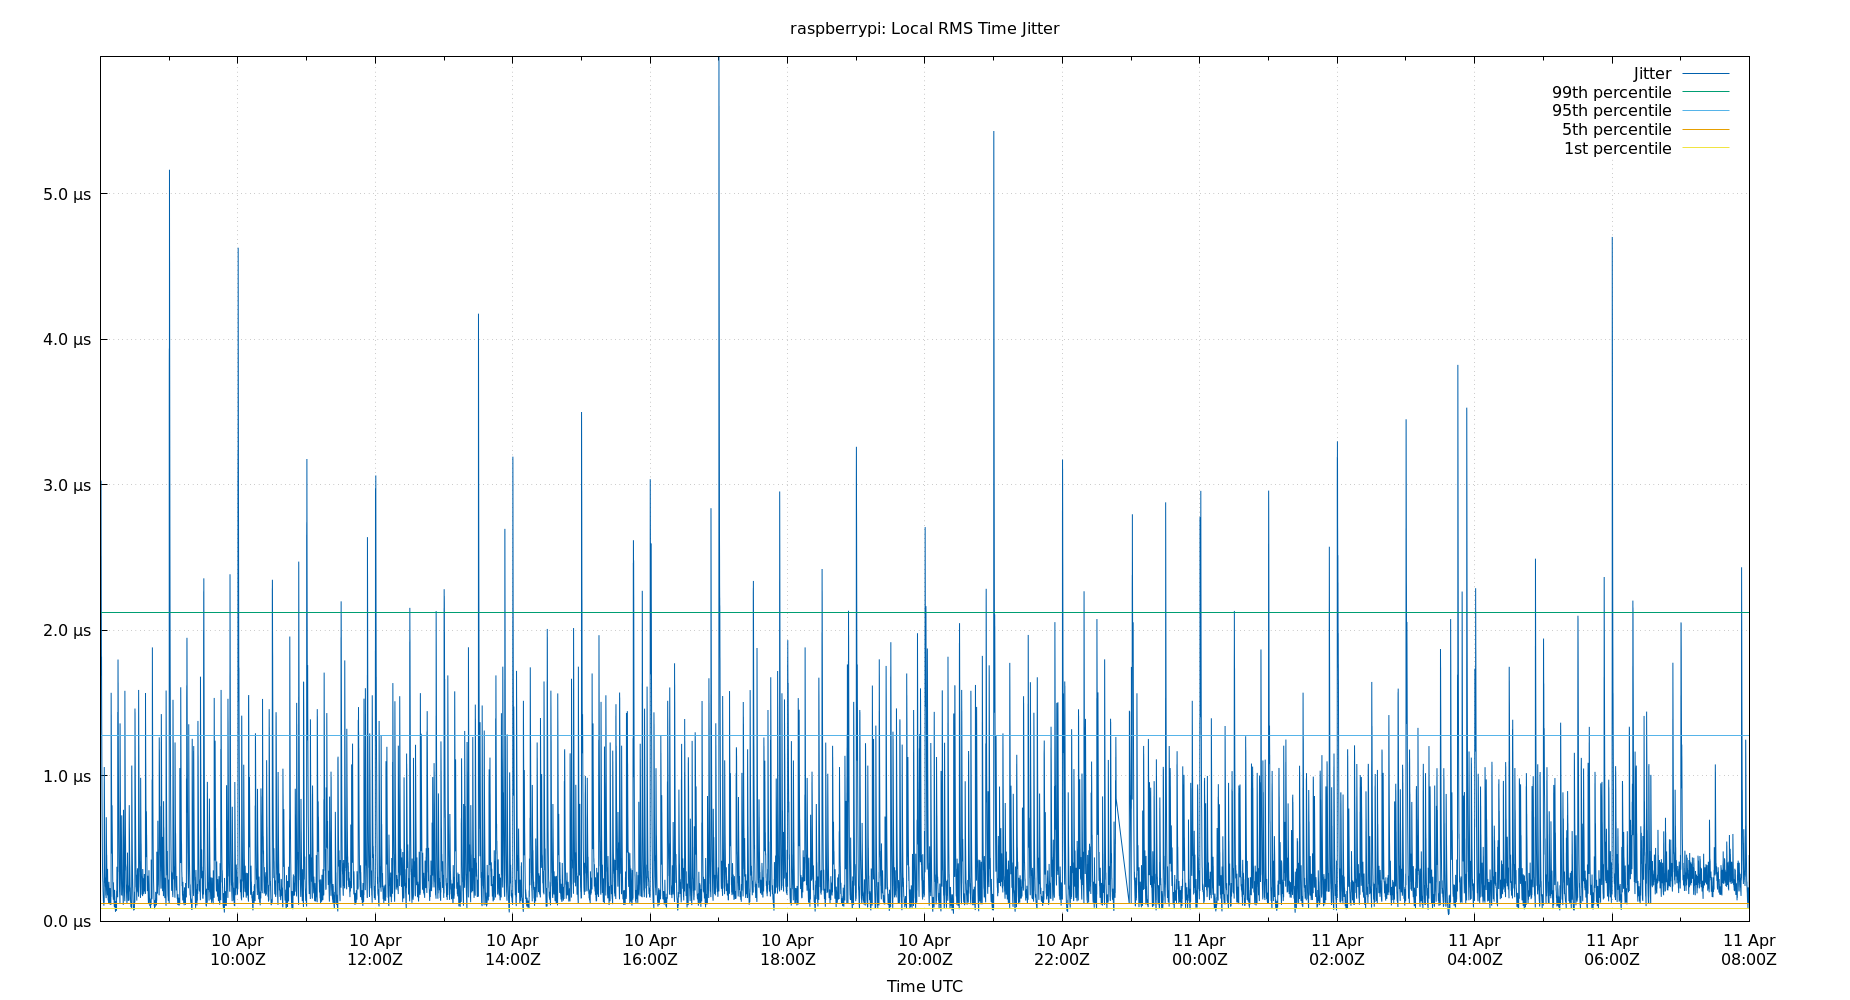 raspberrypi: Local RMS Time Jitter
Jitter
99th percentile
95th percentile
5th percentile
1st percentile
5.0 µs
4.0 µs
3.0 µs
2.0 µs
1.0 µs
0.0 µs
10 Apr 10 Apr 10 Apr 10 Apr 10 Apr 10 Apr 10 Apr 11 Apr 11 Apr 11 Apr 11 Apr 11 Apr
10:00Z 12:00Z 14:00Z 16:00Z 18:00Z 20:00Z 22:00Z 00:00Z 02:00Z 04:00Z 06:00Z 08:00Z
Time UTC